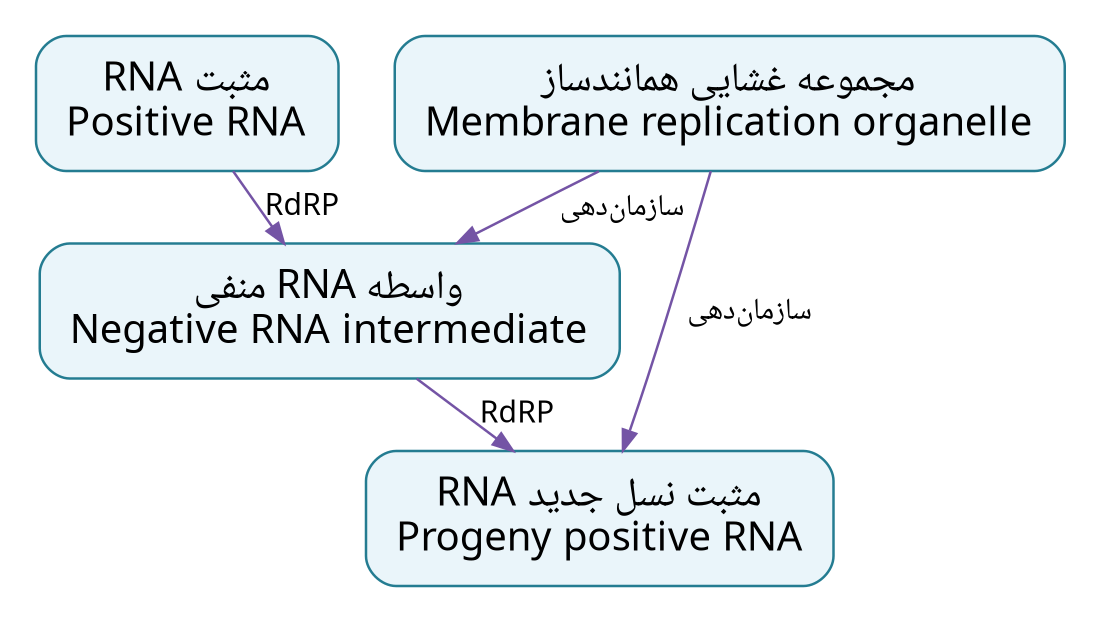 RNA مثبت
Positive RNA
مجموعه غشایی همانندساز
Membrane replication organelle
RdRP
سازمان‌دهی
واسطه RNA منفی
Negative RNA intermediate
سازمان‌دهی
RdRP
RNA مثبت نسل جدید
Progeny positive RNA